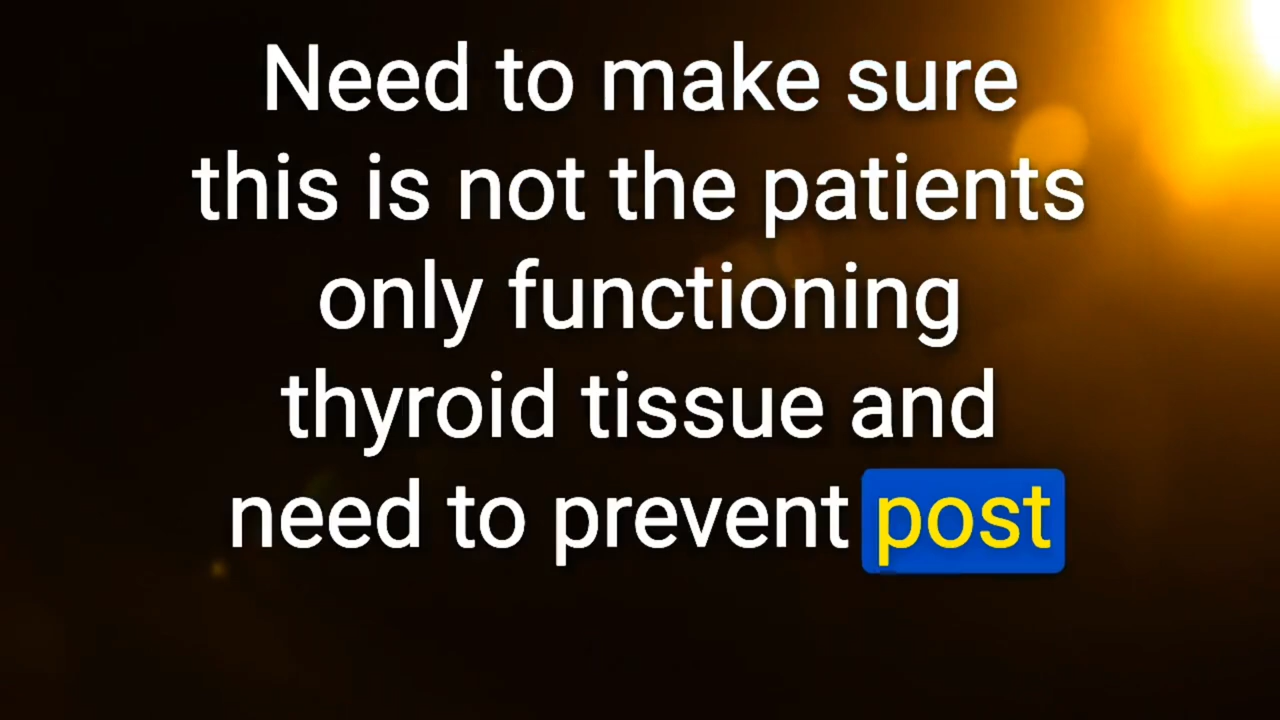 Need to make sure
this is not the patients
only functioning
thyroid tissue and
need to prevent post